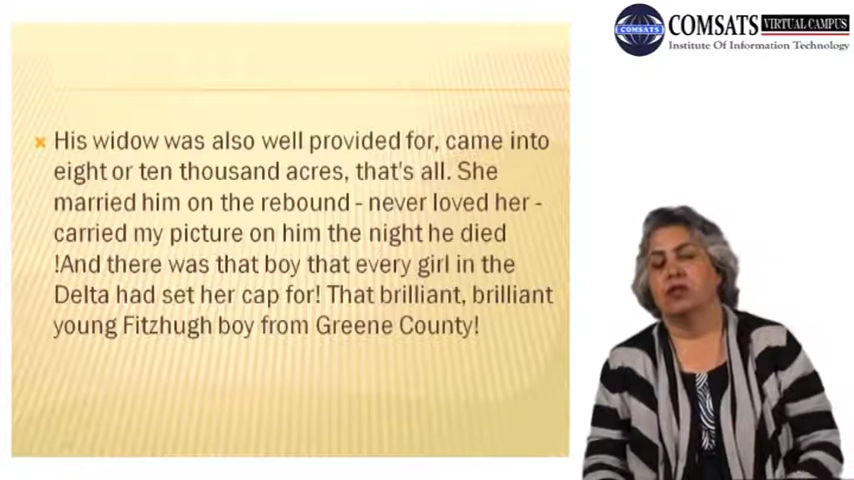 COMSATS VIRTUAL CAMPUS
COMSATS
Institute Of Information Technology
His widow was also well provided for, came into
eight or ten thousand acres, that's all. She
married him on the rebound - never loved her -
carried my picture on him the night he died
!And there was that boy that every girl in the
Delta had set her cap for! That brilliant, brilliant
young Fitzhugh boy from Greene County!